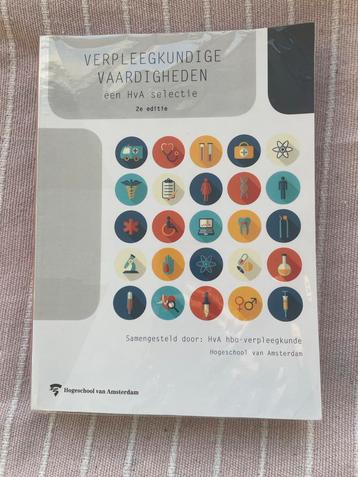 VERPLEEGKUNDIGE
VAARDIGHEDEN
een HvA selectie
2e editie
Samengesteld door: HvA hbo-verpleegkunde
Hogeschool van Amsterdam
Hogeschool van Amsterdam